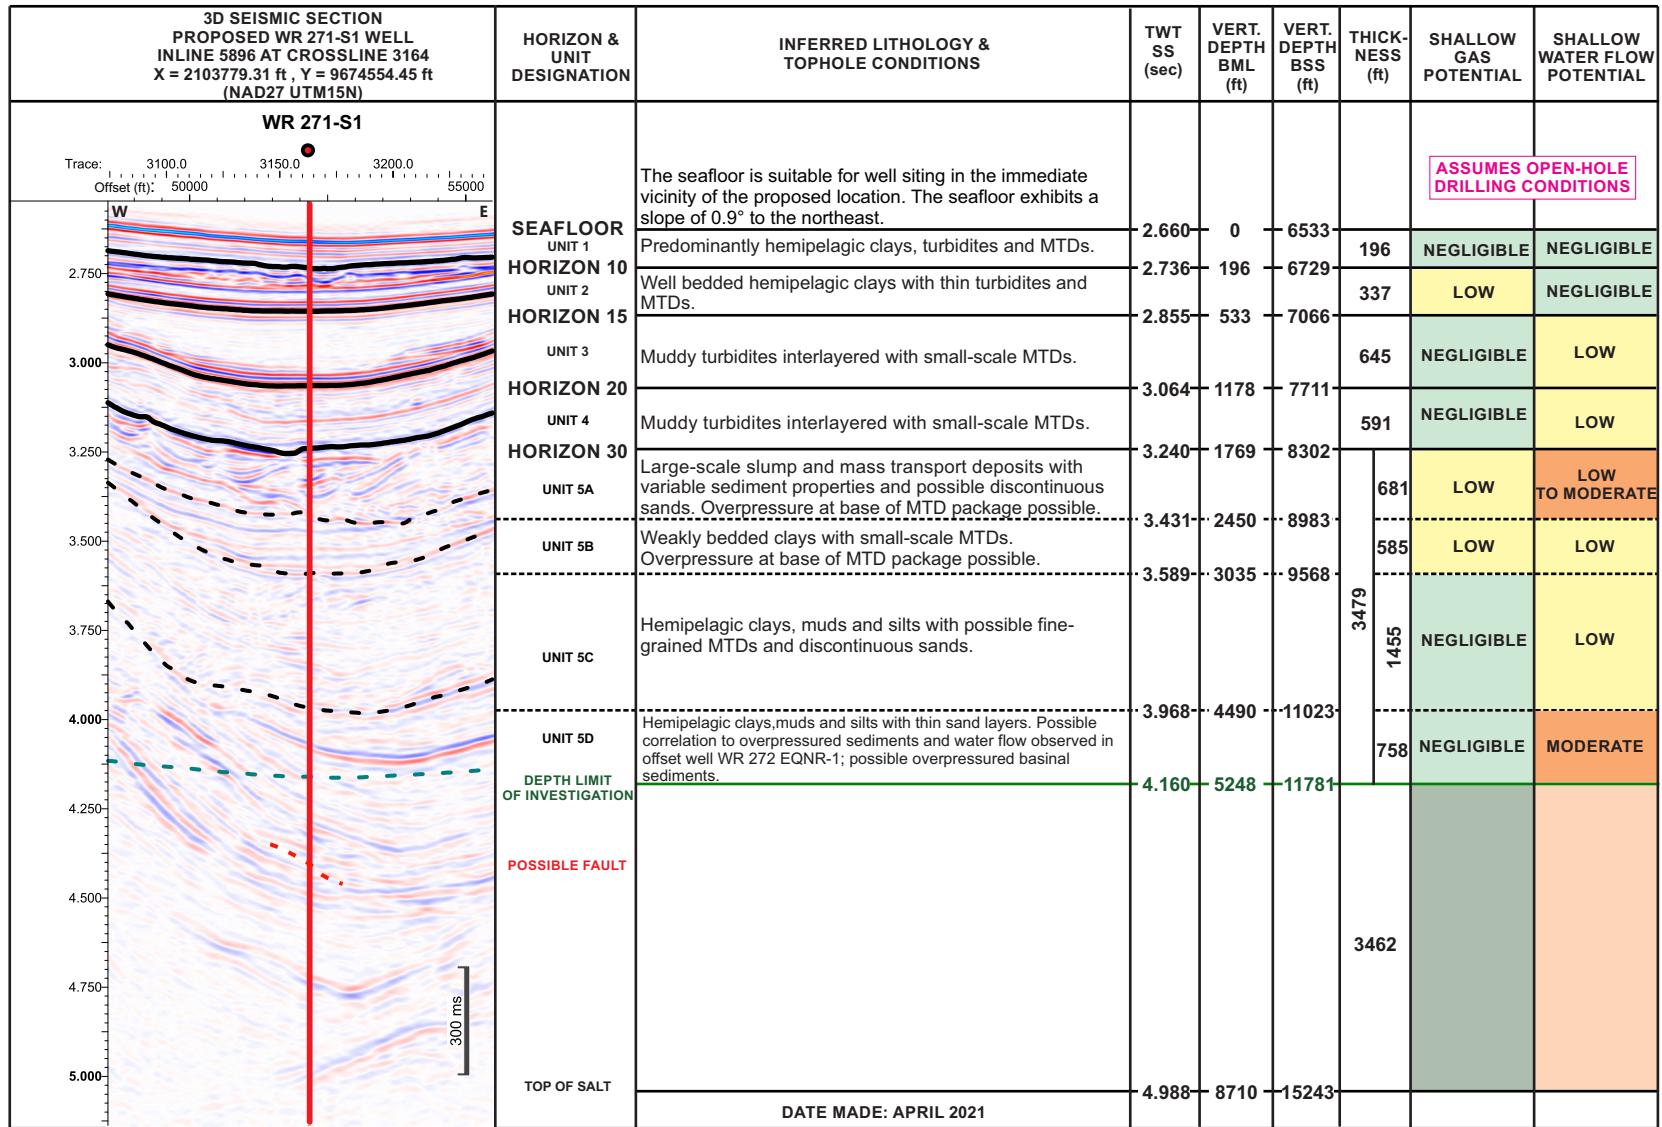 3D SEISMIC SECTION
PROPOSED WR 271-S1 WELL
INLINE 5896 AT CROSSLINE 3164
X = 2103779.31 ft , Y = 9674554.45 ft
(NAD27 UTM15N)
HORIZON &
UNIT
DESIGNATION
INFERRED LITHOLOGY &
TOPHOLE CONDITIONS
TWT
SS
(sec)
VERT.
DEPTH
BML
(ft)
VERT.
DEPTH
BSS
(ft)
THICK-
NESS
(ft)
SHALLOW
GAS
POTENTIAL
SHALLOW
WATER FLOW
POTENTIAL
WR 271-S1
Trace: 3100.0 3150.0 3200.0
Offset (ft): 50000 55000
W E
2.750
3.000
3.250
3.500
3.750
4.000
4.250
4.500
4.750
5.000
300 ms
ASSUMES OPEN-HOLE
DRILLING CONDITIONS
The seafloor is suitable for well siting in the immediate
vicinity of the proposed location. The seafloor exhibits a
slope of 0.9° to the northeast.
SEAFLOOR 2.660 0 6533
UNIT 1 Predominantly hemipelagic clays, turbidites and MTDs. 196 NEGLIGIBLE NEGLIGIBLE
HORIZON 10 2.736 196 6729
UNIT 2 Well bedded hemipelagic clays with thin turbidites and
MTDs. 337 LOW NEGLIGIBLE
HORIZON 15 2.855 533 7066
UNIT 3 Muddy turbidites interlayered with small-scale MTDs. 645 NEGLIGIBLE LOW
HORIZON 20 3.064 1178 7711
UNIT 4 Muddy turbidites interlayered with small-scale MTDs. 591 NEGLIGIBLE LOW
HORIZON 30 3.240 1769 8302
Large-scale slump and mass transport deposits with
UNIT 5A variable sediment properties and possible discontinuous 681 LOW LOW
TO MODERATE
sands. Overpressure at base of MTD package possible.
3.431 2450 8983
UNIT 5B Weakly bedded clays with small-scale MTDs. 585 LOW LOW
Overpressure at base of MTD package possible.
3.589 3035 9568
3479
UNIT 5C Hemipelagic clays, muds and silts with possible fine- 1455 NEGLIGIBLE LOW
grained MTDs and discontinuous sands.
3.968 4490 11023
Hemipelagic clays,muds and silts with thin sand layers. Possible
UNIT 5D correlation to overpressured sediments and water flow observed in 758 NEGLIGIBLE MODERATE
offset well WR 272 EQNR-1; possible overpressured basinal
sediments.
DEPTH LIMIT 4.160 5248 11781
OF INVESTIGATION
POSSIBLE FAULT
3462
TOP OF SALT 4.988 8710 15243
DATE MADE: APRIL 2021